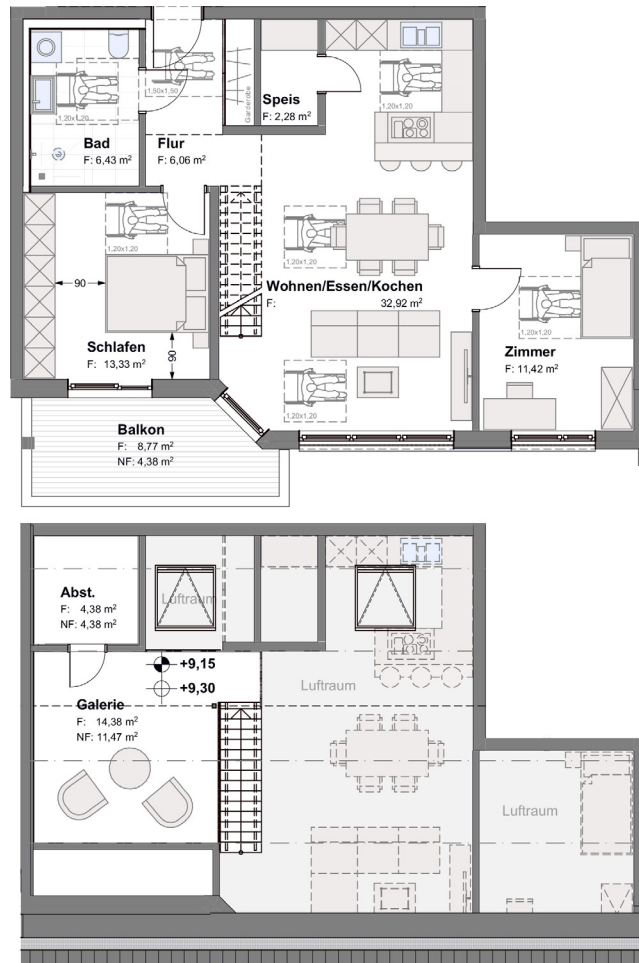 1,50x1,50
Garderobe
Speis
F: 2,28 m²
1,20x1,20
1,20x1,20
Bad
F: 6,43 m²
Flur
F: 6,06 m²
1,20x1,20
1,20x1,20
90
Wohnen/Essen/Kochen
F: 32,92 m²
1,20x1,20
Schlafen
F: 13,33 m²
90
Zimmer
F: 11,42 m²
1,20x1,20
Balkon
F: 8,77 m²
NF: 4,38 m²
Abst.
F: 4,38 m²
NF: 4,38 m²
Luftraum
+9,15
+9,30
Luftraum
Galerie
F: 14,38 m²
NF: 11,47 m²
Luftraum